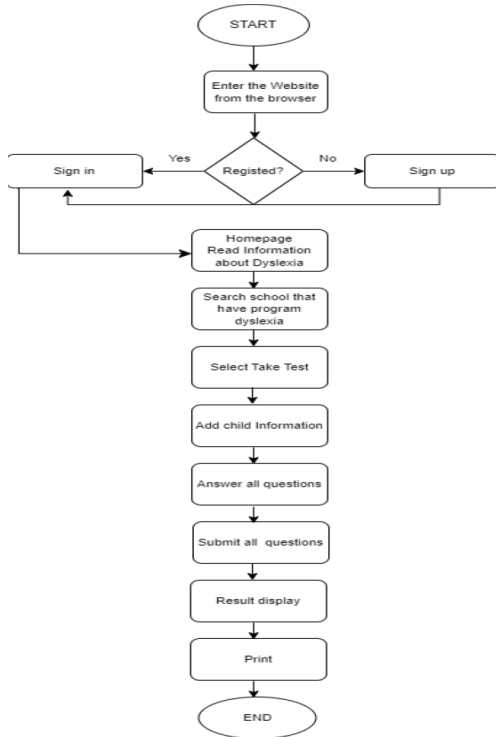 START
Enter the Website
from the browser
Yes
No
Sign in
Registed?
Sign up
Homepage
Read Information
about Dyslexia
Search school that
have program
dyslexia
Select Take Test
Add child Information
Answer all questions
Submit all questions
Result display
Print
END